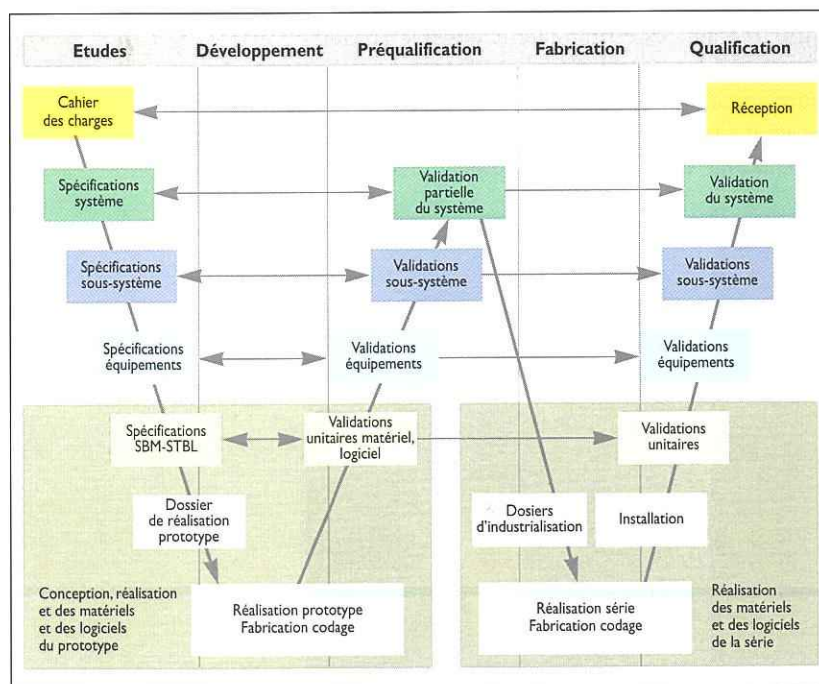 Etudes
Développement
Préqualification
Fabrication
Qualification
Cahier
des charges
Réception
Spécifications
système
Validation
partielle
du système
Validation
du système
Spécifications
sous-système
Validations
sous-système
Validations
sous-système
Spécifications
équipements
Validations
équipements
Validations
équipements
Spécifications
SBM-STBL
Validations
unitaires matériel,
logiciel
Validations
unitaires
Dossier
de réalisation
prototype
Dosiers
d'industrialisation
Installation
Conception, réalisation
et des matériels
et des logiciels
du prototype
Réalisation prototype
Fabrication codage
Réalisation série
Fabrication codage
Réalisation
des matériels
et des logiciels
de la série